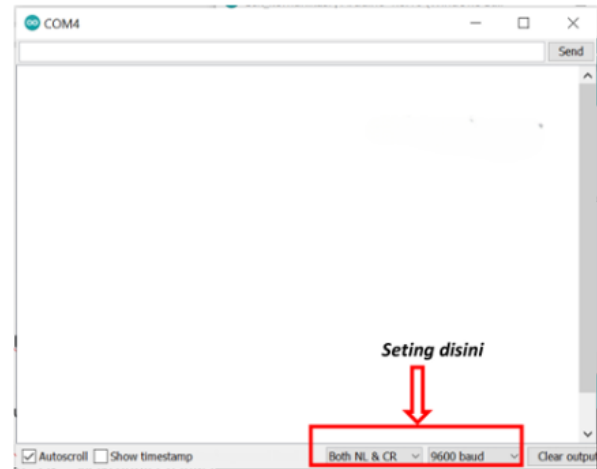 COM4
Send
Seting disini
Autoscroll Show timestamp Both NL & CR 9600 baud Clear output